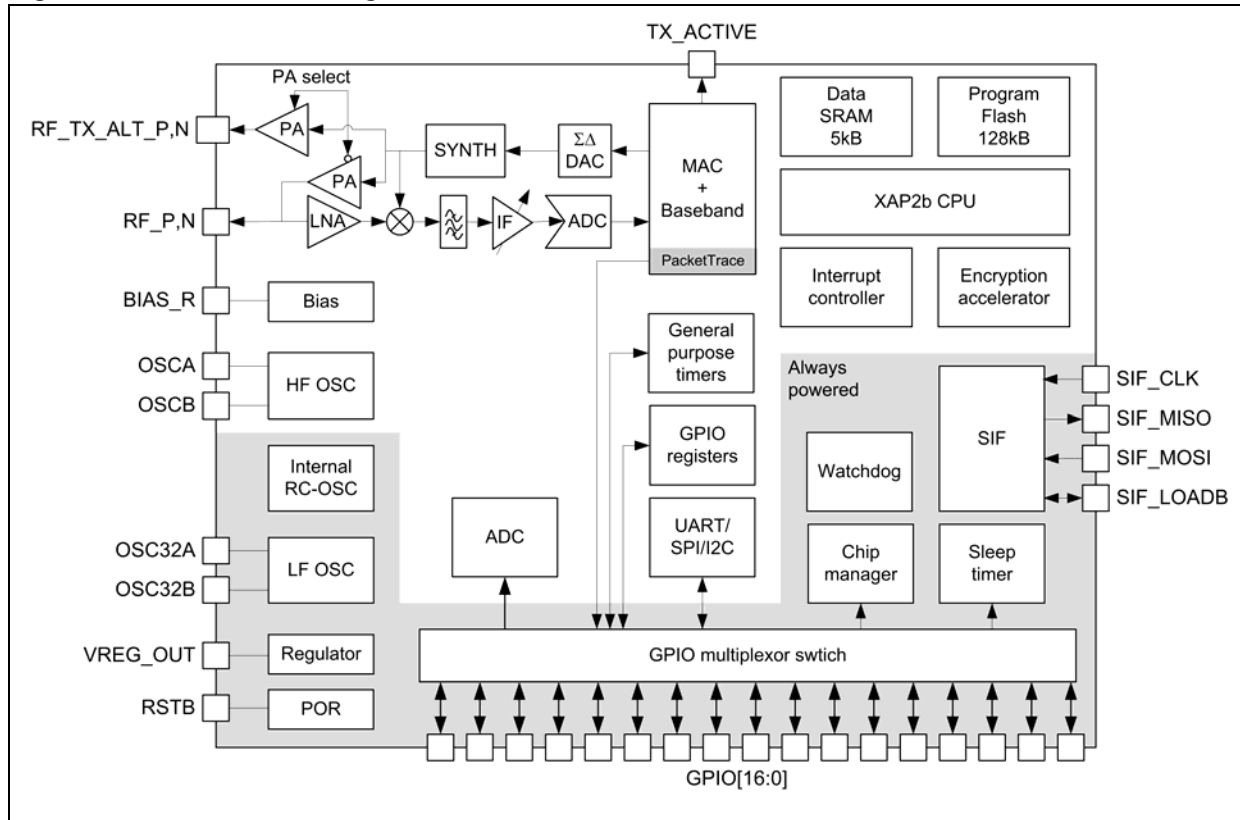 TX_ACTIVE
PA select
RF_TX_ALT_P,N
PA
SYNTH
ΣΔ
DAC
MAC
+
Baseband
PacketTrace
Data
SRAM
5kB
Program
Flash
128kB
PA
RF_P,N
LNA
IF
ADC
XAP2b CPU
BIAS_R
Bias
Interrupt
controller
Encryption
accelerator
OSCA
OSCB
HF OSC
General
purpose
timers
Always
powered
SIF
SIF_CLK
SIF_MISO
SIF_MOSI
SIF_LOADB
Internal
RC-OSC
GPIO
registers
Watchdog
OSC32A
OSC32B
LF OSC
ADC
UART/
SPI/I2C
Chip
manager
Sleep
timer
VREG_OUT
Regulator
GPIO multiplexor swtich
RSTB
POR
GPIO[16:0]